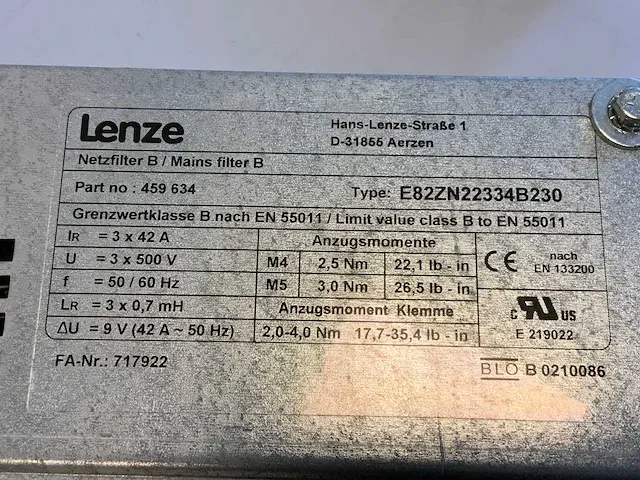 Lenze
Hans-Lenze-Straße 1
D-31855 Aerzen
Netzfilter B / Mains filter B
Part no : 459 634
Type: E82ZN22334B230
Grenzwertklasse B nach EN 55011 / Limit value class B to EN 55011
IR = 3 x 42 A
U = 3 x 500 V
f = 50 / 60 Hz
LR = 3 x 0,7 mH
ΔU = 9 V (42 A ~ 50 Hz)
Anzugsmomente
M4 2,5 Nm 22,1 lb - in
M5 3,0 Nm 26,5 lb - in
Anzugsmoment Klemme
2,0-4,0 Nm 17,7-35,4 lb - in
CE nach
EN 133200
c RU US
E 219022
FA-Nr.: 717922
BLO B 0210086